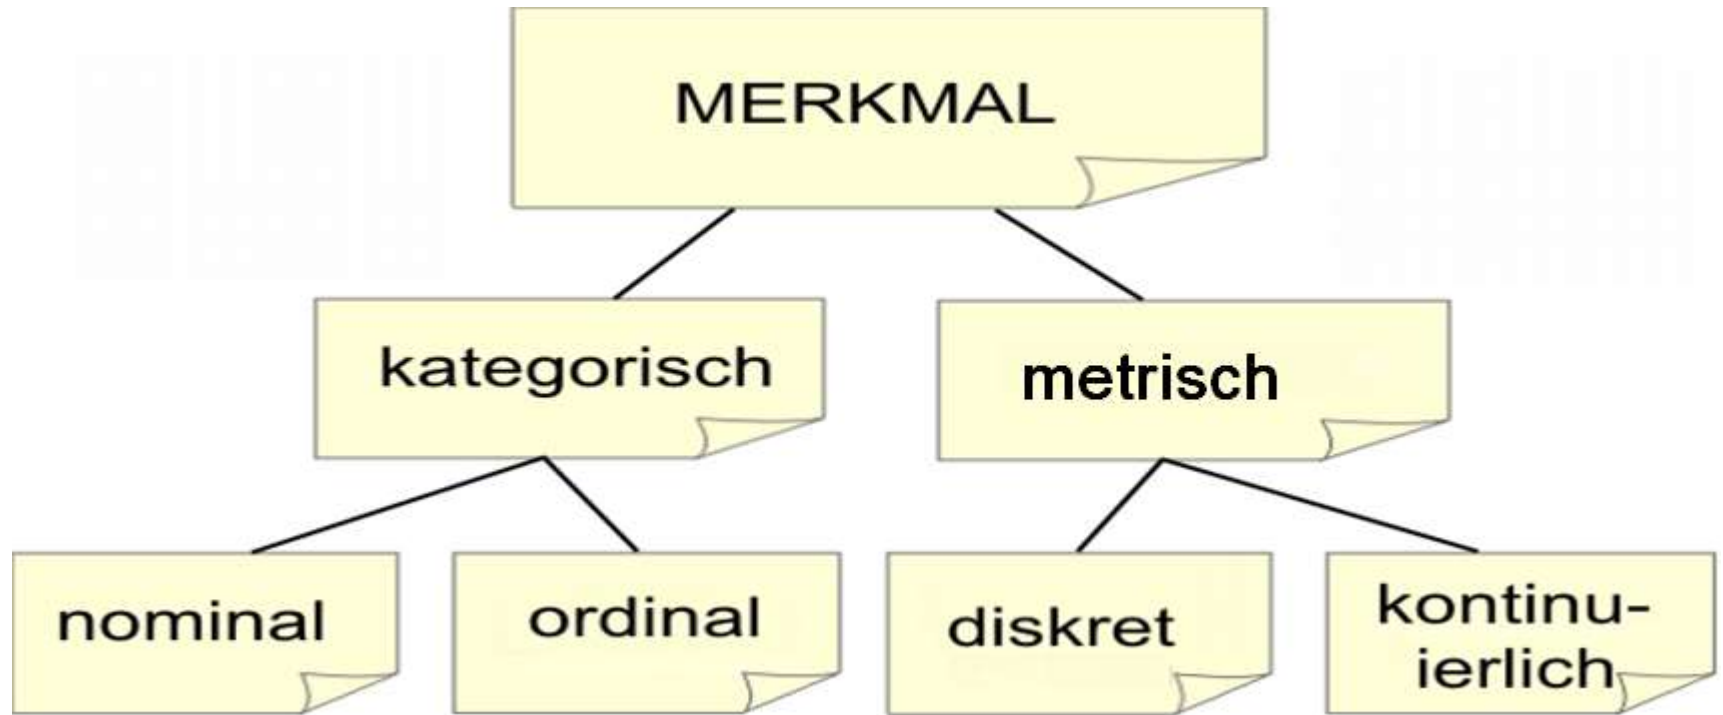 MERKMAL
kategorisch
metrisch
nominal
ordinal
diskret
kontinu-
ierlich